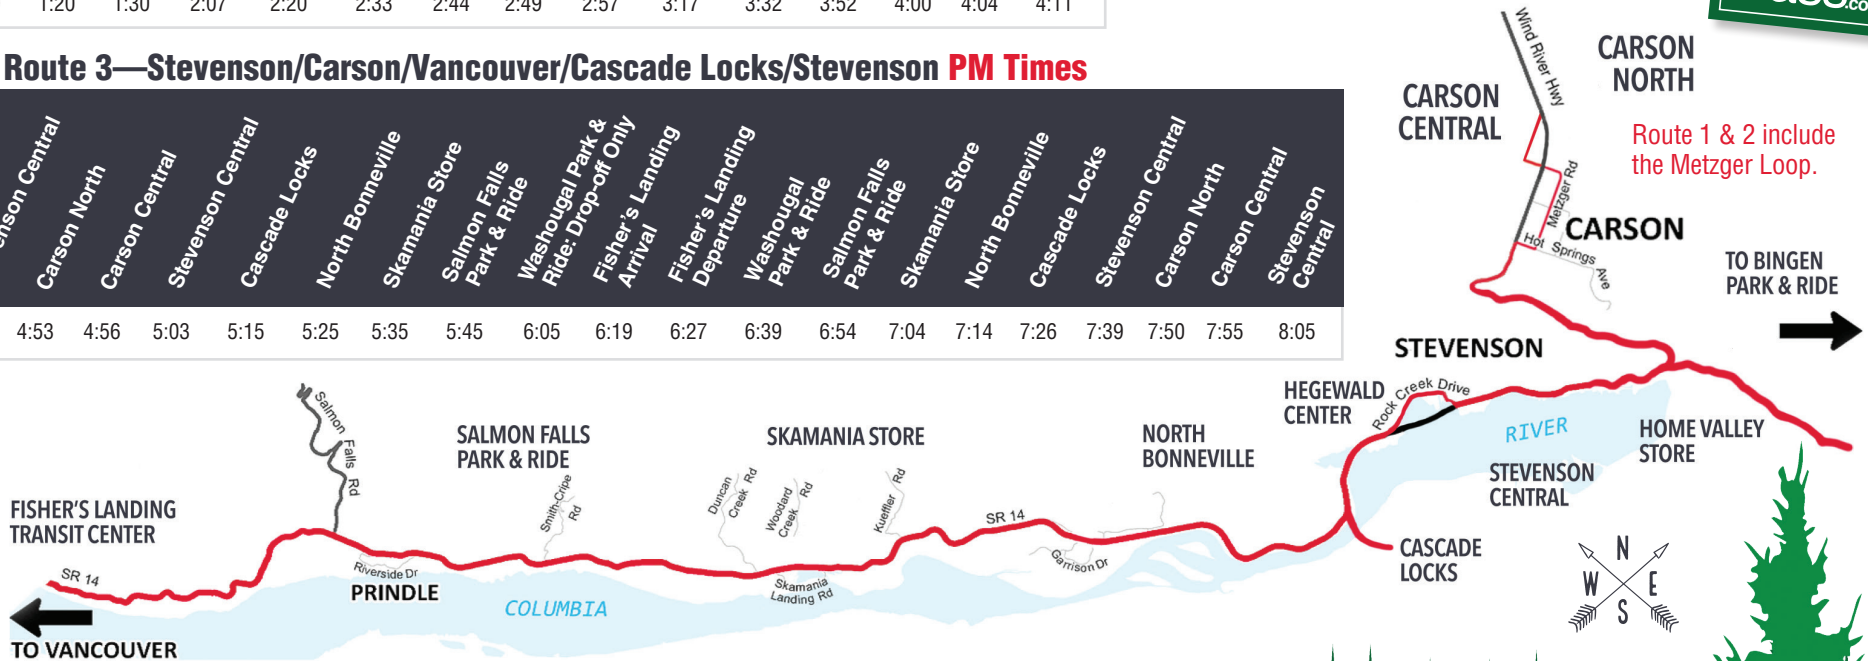 1:20 1:30 2:07 2:20 2:33 2:44 2:49 2:57 3:17 3:32 3:52 4:00 4:04 4:11
Route 3—Stevenson/Carson/Vancouver/Cascade Locks/Stevenson PM Times
Central
Carson North
Carson Central
Stevenson Central
Cascade Locks
North Bonneville
Skamania Store
Salmon Falls
Park & Ride
Washougal Park &
Ride: Drop-off Only
Fisher's Landing
Arrival
Fisher's Landing
Departure
Washougal
Park & Ride
Salmon Falls
Park & Ride
Skamania Store
North Bonneville
Cascade Locks
Stevenson Central
Carson North
Carson Central
Stevenson
Central
4:53 4:56 5:03 5:15 5:25 5:35 5:45 6:05 6:19 6:27 6:39 6:54 7:04 7:14 7:26 7:39 7:50 7:55 8:05
Wind River Hwy
CARSON
NORTH
CARSON
CENTRAL
Route 1 & 2 include
the Metzger Loop.
Metzger Rd
CARSON
Hot Springs Ave
TO BINGEN
PARK & RIDE
STEVENSON
HEGEWALD
CENTER
Rock Creek Drive
RIVER
HOME VALLEY
STORE
STEVENSON
CENTRAL
Salmon Falls Rd
SALMON FALLS
PARK & RIDE
SKAMANIA STORE
NORTH
BONNEVILLE
Smith-Cripe
Rd
Duncan
Creek Rd
Woodard
Creek Rd
Kueffler Rd
FISHER'S LANDING
TRANSIT CENTER
SR 14
SR 14
Garrison Dr
CASCADE
LOCKS
Riverside Dr
PRINDLE
Skamania
Landing Rd
COLUMBIA
TO VANCOUVER
N
W E
S